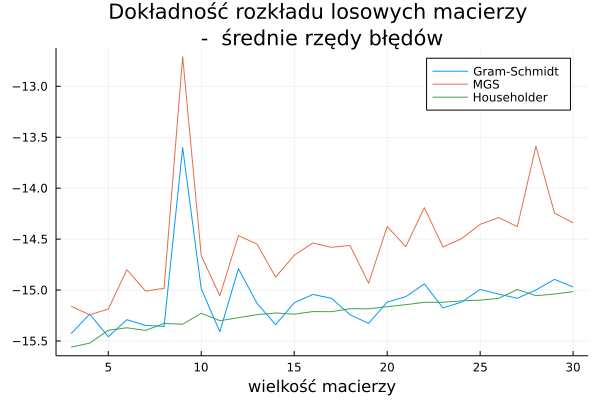 Dokładność rozkładu losowych macierzy
- średnie rzędy błędów
Gram-Schmidt
MGS
Householder
−13.0
−13.5
−14.0
−14.5
−15.0
−15.5
5
10
15
20
25
30
wielkość macierzy